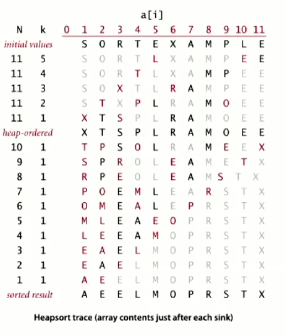 a[i]
N k 0 1 2 3 4 5 6 7 8 9 10 11
initial values S O R T E X A M P L E
11 5 S O R T L X A M P E E
11 4 S O R T L X A M P E E
11 3 S O X T L R A M P E E
11 2 S T X P L R A M O E E
11 1 X T S P L R A M O E E
heap-ordered X T S P L R A M O E E
10 1 T P S O L R A M E E X
9 1 S P R O L E A M E T X
8 1 R P E O L E A M S T X
7 1 P O E M L E A R S T X
6 1 O M E A L E P R S T X
5 1 M L E A E O P R S T X
4 1 L E E A M O P R S T X
3 1 E A E L M O P R S T X
2 1 E A E L M O P R S T X
1 1 A E E L M O P R S T X
sorted result A E E L M O P R S T X
Heapsort trace (array contents just after each sink)